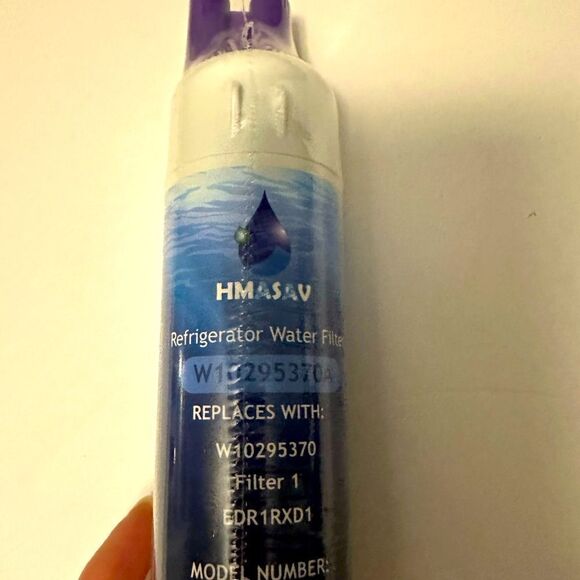 HMASAV
Refrigerator Water Filter
W10295370A
REPLACES WITH:
W10295370
Filter 1
EDR1RXD1
MODEL NUMBER: